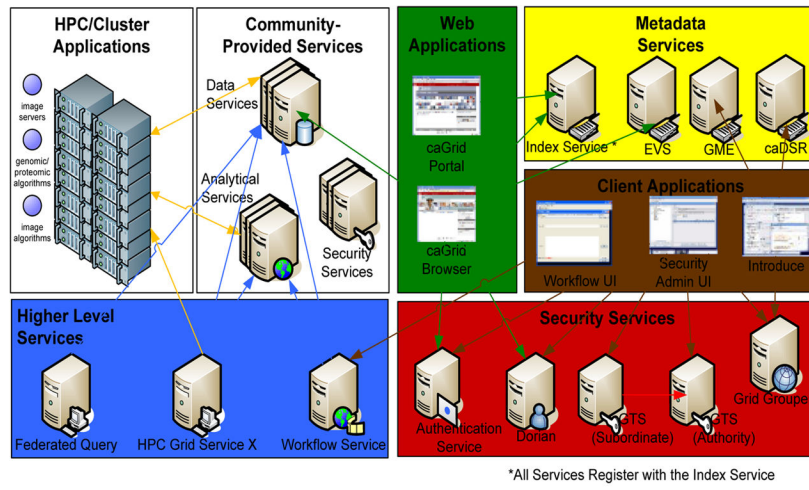 HPC/Cluster
Applications
image
servers
genomic/
proteomic
algorithms
image
algorithms
Community-
Provided Services
Data
Services
Analytical
Services
Security
Services
Web
Applications
caGrid
Portal
caGrid
Browser
Metadata
Services
Index Service *
EVS
GME
caDSR
Client Applications
Workflow UI
Security
Admin UI
Introduce
Higher Level
Services
Federated Query
HPC Grid Service X
Workflow Service
Security Services
Authentication
Service
Dorian
GTS
(Subordinate)
GTS
(Authority)
Grid Groupe
*All Services Register with the Index Service